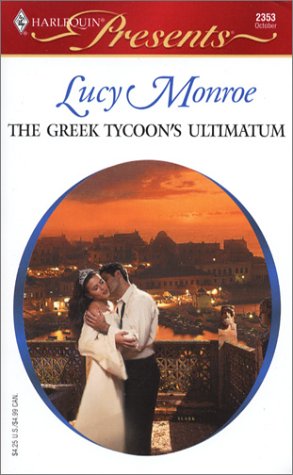 HARLEQUIN®
Presents®
2353
October
Lucy Monroe
THE GREEK TYCOON'S ULTIMATUM
$4.25 U.S./$4.99 CAN.